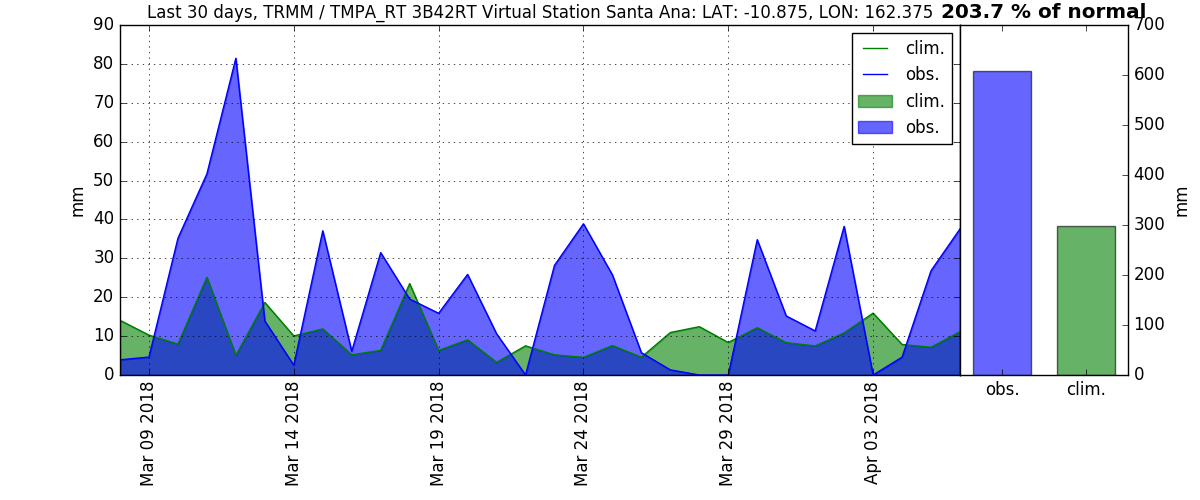 Last 30 days, TRMM / TMPA_RT 3B42RT Virtual Station Santa Ana: LAT: -10.875, LON: 162.375 203.7 % of normal
90
80
70
60
50
40
30
20
10
0
mm
clim.
obs.
clim.
obs.
Mar 09 2018
Mar 14 2018
Mar 19 2018
Mar 24 2018
Mar 29 2018
Apr 03 2018
700
600
500
400
300
200
100
0
mm
obs. clim.